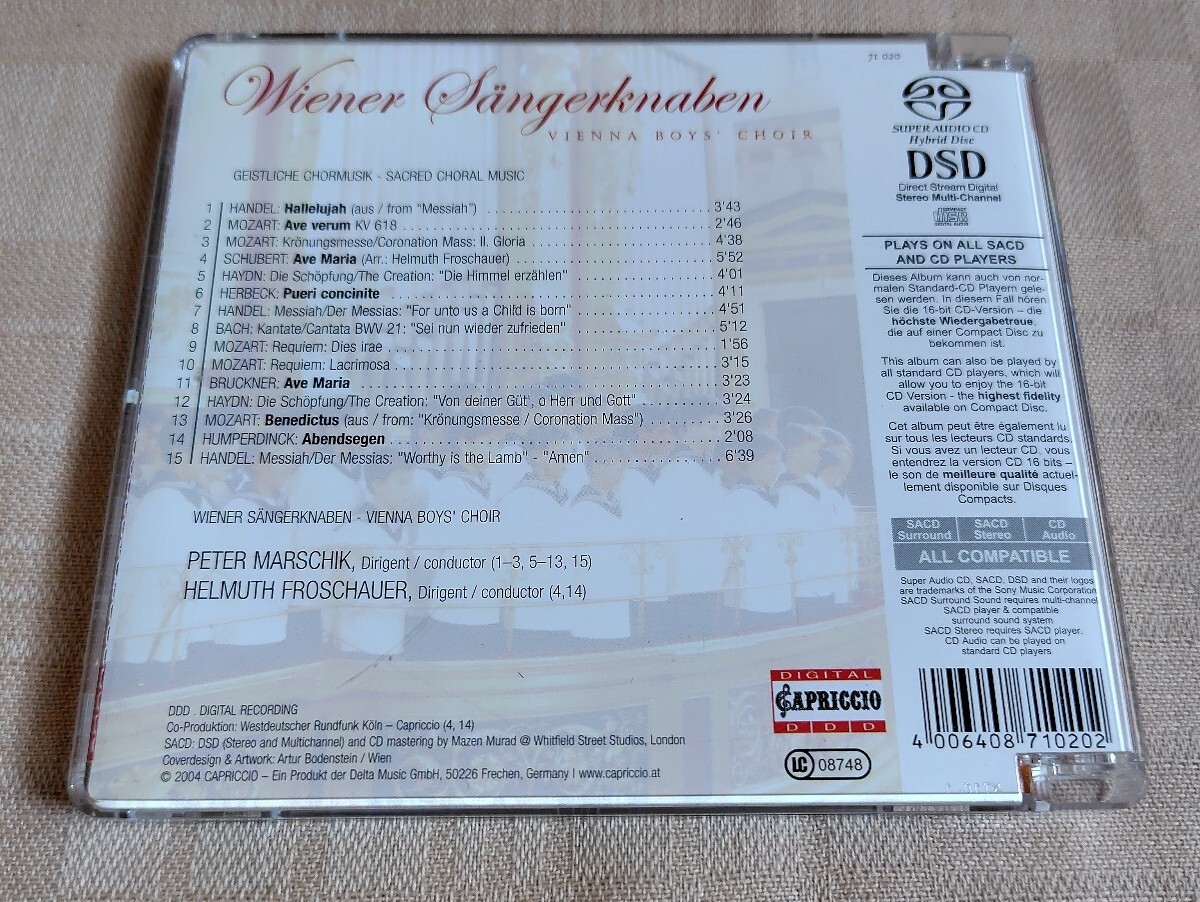 Wiener Sängerknaben
VIENNA BOYS' CHOIR
GEISTLICHE CHORMUSIK - SACRED CHORAL MUSIC
1 HANDEL: Hallelujah (aus / from "Messiah") 3'43
2 MOZART: Ave verum KV 618 2'46
3 MOZART: Krönungsmesse/Coronation Mass: II. Gloria 4'38
4 SCHUBERT: Ave Maria (Arr.: Helmuth Froschauer) 5'52
5 HAYDN: Die Schöpfung/The Creation: "Die Himmel erzählen" 4'01
6 HERBECK: Pueri concinite 4'11
7 HANDEL: Messiah/Der Messias: "For unto us a Child is born" 4'51
8 BACH: Kantate/Cantata BWV 21: "Sei nun wieder zufrieden" 5'12
9 MOZART: Requiem: Dies irae 1'56
10 MOZART: Requiem: Lacrimosa 3'15
11 BRUCKNER: Ave Maria 3'23
12 HAYDN: Die Schöpfung/The Creation: "Von deiner Güt', o Herr und Gott" 3'24
13 MOZART: Benedictus (aus / from: "Krönungsmesse / Coronation Mass") 3'26
14 HUMPERDINCK: Abendsegen 2'08
15 HANDEL: Messiah/Der Messias: "Worthy is the Lamb" - "Amen" 6'39
WIENER SÄNGERKNABEN - VIENNA BOYS' CHOIR
PETER MARSCHIK, Dirigent / conductor (1–3, 5–13, 15)
HELMUTH FROSCHAUER, Dirigent / conductor (4,14)
DDD . DIGITAL RECORDING
Co-Produktion: Westdeutscher Rundfunk Köln – Capriccio (4, 14)
SACD: DSD (Stereo and Multichannel) and CD mastering by Mazen Murad @ Whitfield Street Studios, London
Coverdesign & Artwork: Artur Bodenstein / Wien
© 2004 CAPRICCIO – Ein Produkt der Delta Music GmbH, 50226 Frechen, Germany | www.capriccio.at
DIGITAL
CAPRICCIO
DDD
LC 08748
71 020
SUPER AUDIO CD
Hybrid Disc
DSD
Direct Stream Digital
Stereo Multi-Channel
COMPACT
disc
DIGITAL AUDIO
PLAYS ON ALL SACD
AND CD PLAYERS
Dieses Album kann auch von nor-
malen Standard-CD Playern gele-
sen werden. In diesem Fall hören
Sie die 16-bit CD-Version – die
höchste Wiedergabetreue,
die auf einer Compact Disc zu
bekommen ist.
This album can also be played by
all standard CD players, which will
allow you to enjoy the 16-bit
CD Version - the highest fidelity
available on Compact Disc.
Cet album peut être également lu
sur tous les lecteurs CD standards.
Si vous avez un lecteur CD, vous
entendrez la version CD 16 bits –
le son de meilleure qualité actuel-
lement disponible sur Disques
Compacts.
SACD Surround
SACD Stereo
CD Audio
ALL COMPATIBLE
Super Audio CD, SACD, DSD and their logos
are trademarks of the Sony Music Corporation
SACD Surround Sound requires multi-channel
SACD player & compatible
surround sound system
SACD Stereo requires SACD player.
CD Audio can be played on
standard CD players
4 006408 710202